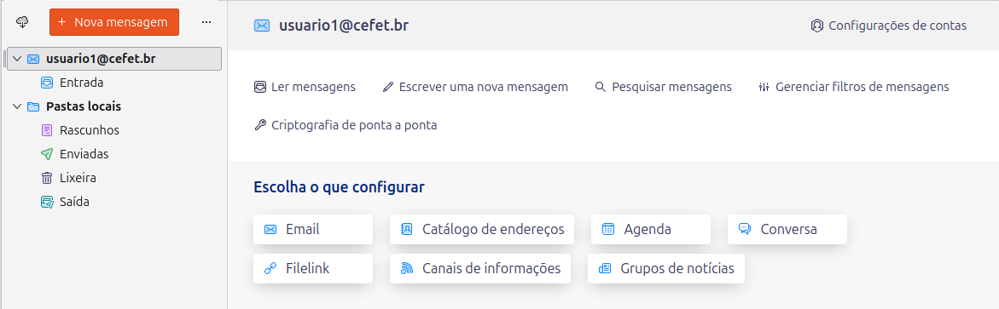 + Nova mensagem ...
usuario1@cefet.br
Entrada
Pastas locais
Rascunhos
Enviadas
Lixeira
Saída
usuario1@cefet.br
Configurações de contas
Ler mensagens
Escrever uma nova mensagem
Pesquisar mensagens
Gerenciar filtros de mensagens
Criptografia de ponta a ponta
Escolha o que configurar
Email
Catálogo de endereços
Agenda
Conversa
Filelink
Canais de informações
Grupos de notícias